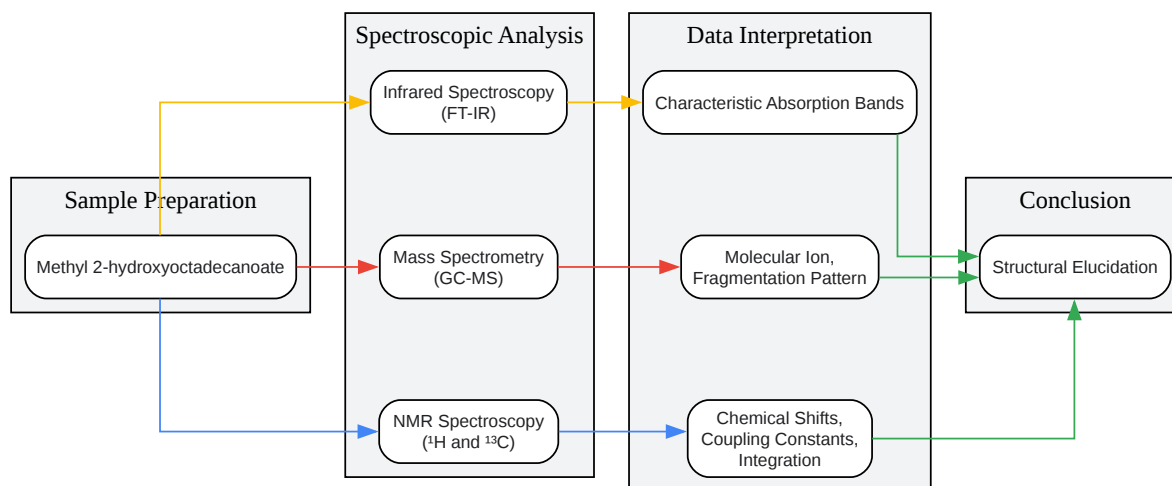 Spectroscopic Analysis
Data Interpretation
Infrared Spectroscopy
(FT-IR)
Characteristic Absorption Bands
Sample Preparation
Conclusion
Methyl 2-hydroxyoctadecanoate
Mass Spectrometry
(GC-MS)
Molecular Ion,
Fragmentation Pattern
Structural Elucidation
NMR Spectroscopy
(¹H and ¹³C)
Chemical Shifts,
Coupling Constants,
Integration